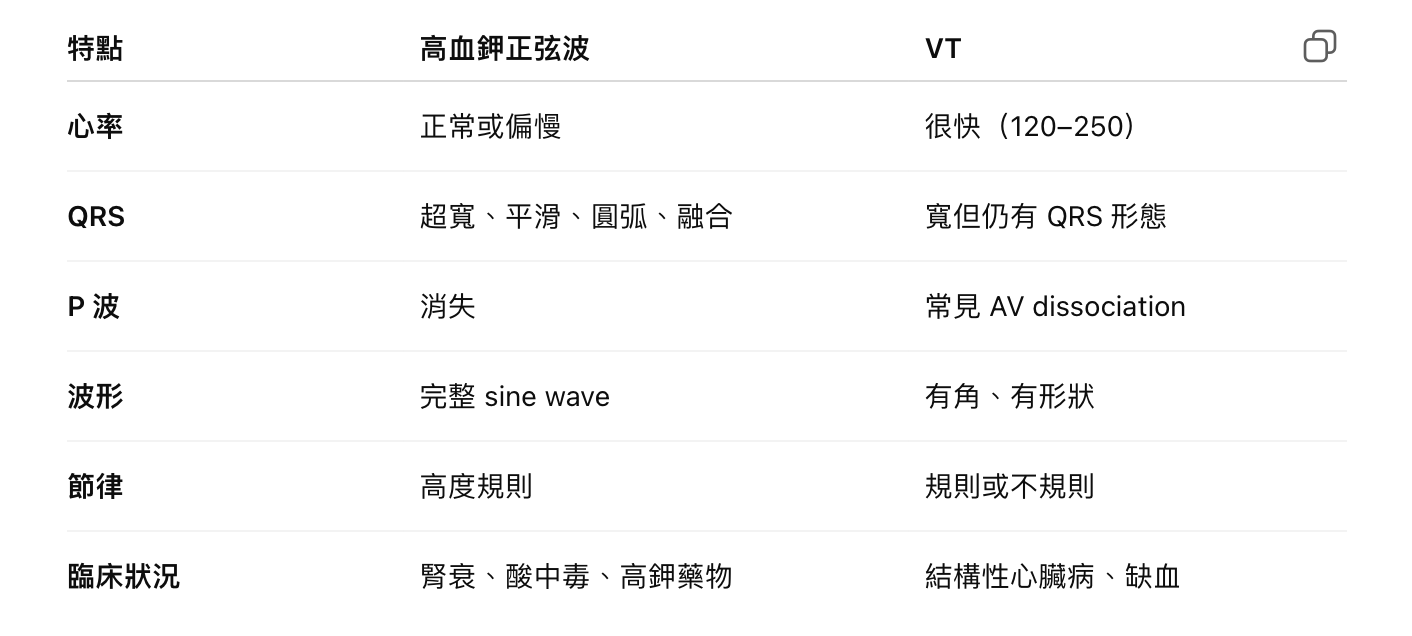 特點 高血鉀正弦波 VT
心率 正常或偏慢 很快（120–250）
QRS 超寬、平滑、圓弧、融合 寬但仍有 QRS 形態
P 波 消失 常見 AV dissociation
波形 完整 sine wave 有角、有形狀
節律 高度規則 規則或不規則
臨床狀況 腎衰、酸中毒、高鉀藥物 結構性心臟病、缺血